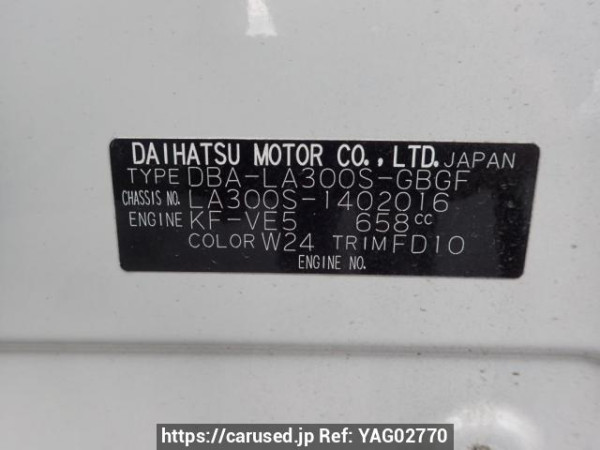 DAIHATSU MOTOR CO., LTD. JAPAN
TYPE DBA-LA300S-GBGF
CHASSIS NO. LA300S-1402016
ENGINE KF-VE5 658cc
COLOR W24 TRIM FD10
ENGINE NO.
https://carused.jp Ref: YAG02770